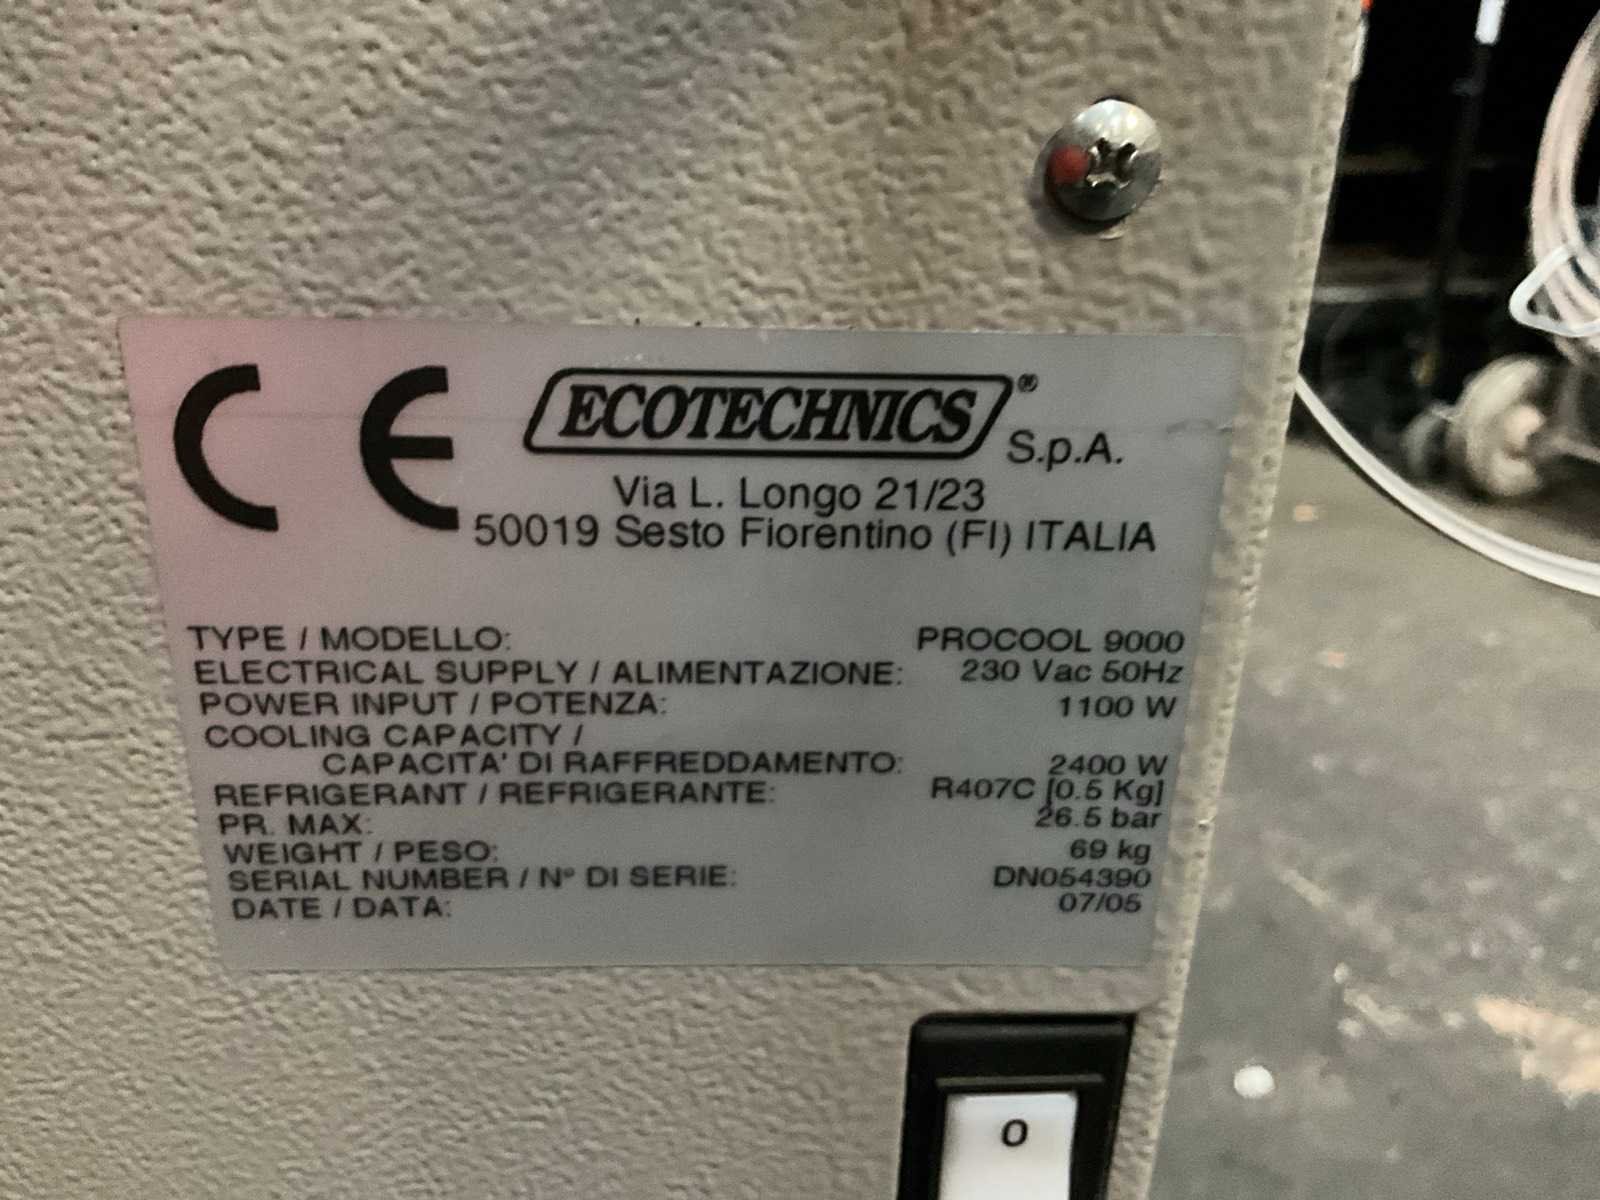 CE
ECOTECHNICS® S.p.A.
Via L. Longo 21/23
50019 Sesto Fiorentino (FI) ITALIA
TYPE / MODELLO: PROCOOL 9000
ELECTRICAL SUPPLY / ALIMENTAZIONE: 230 Vac 50Hz
POWER INPUT / POTENZA: 1100 W
COOLING CAPACITY /
CAPACITA' DI RAFFREDDAMENTO: 2400 W
REFRIGERANT / REFRIGERANTE: R407C [0.5 Kg]
PR. MAX: 26.5 bar
WEIGHT / PESO: 69 kg
SERIAL NUMBER / N° DI SERIE: DN054390
DATE / DATA: 07/05
O